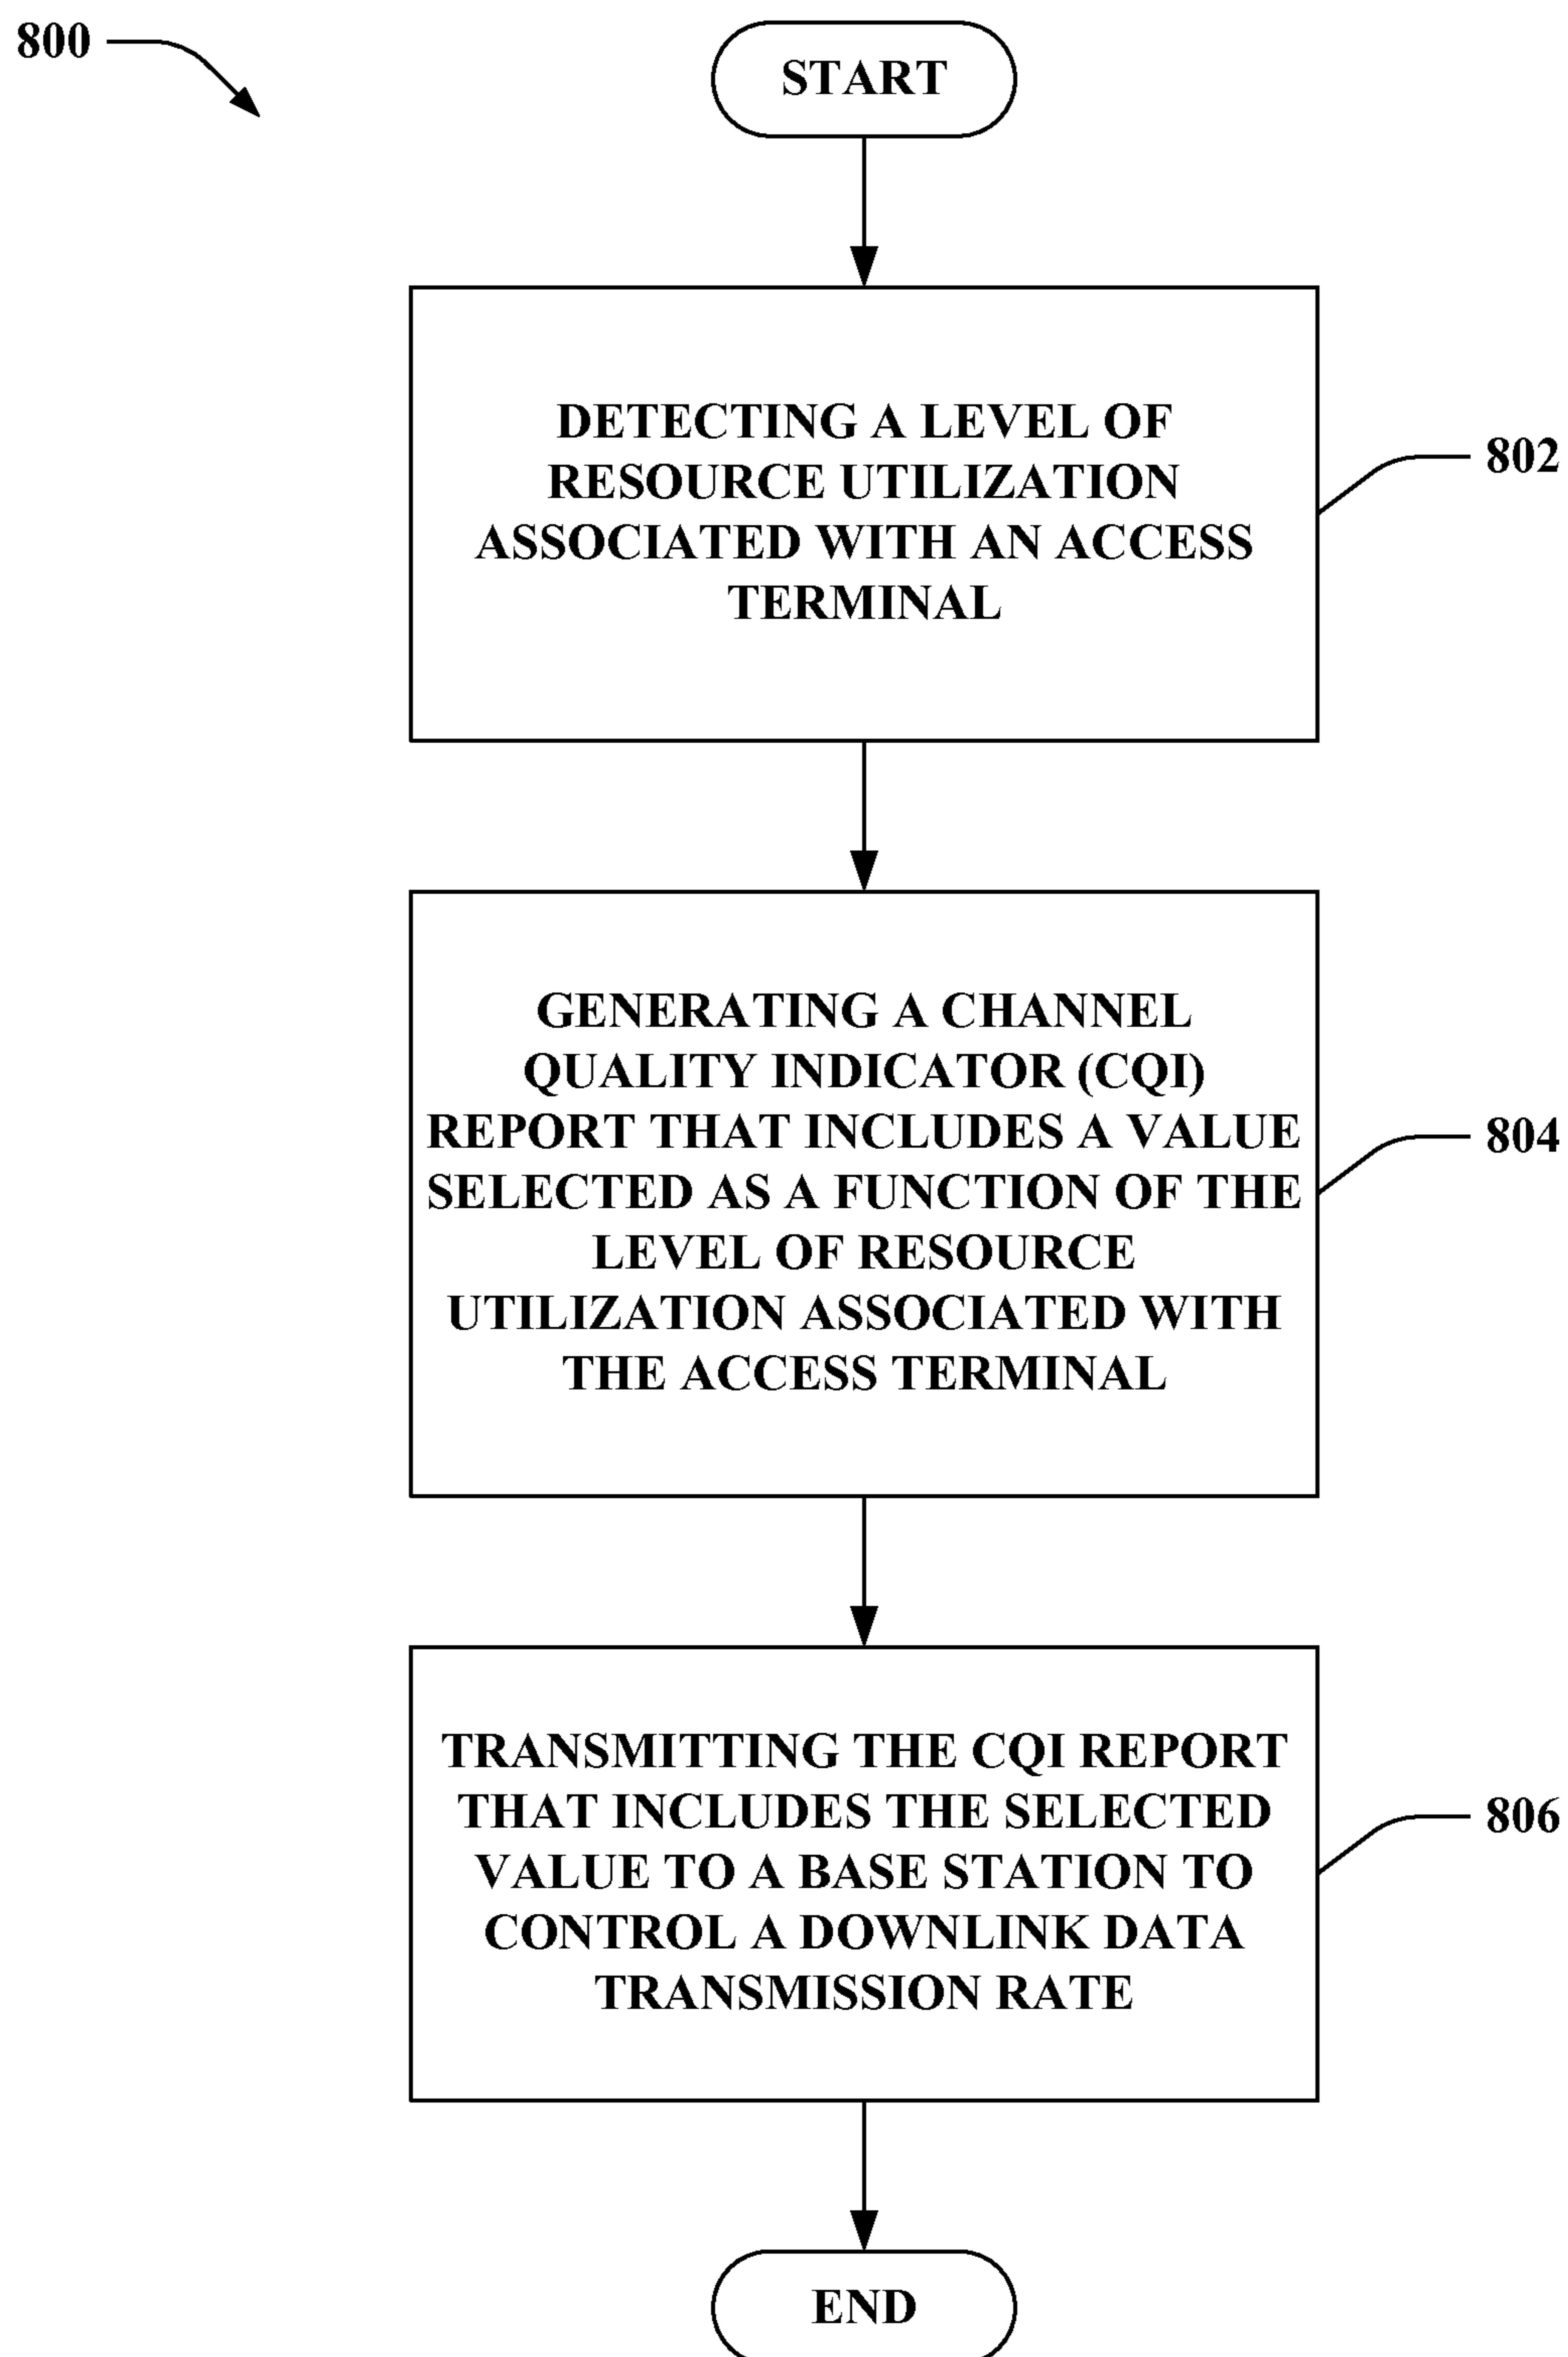 800
START
DETECTING A LEVEL OF
RESOURCE UTILIZATION
ASSOCIATED WITH AN ACCESS
TERMINAL
802
GENERATING A CHANNEL
QUALITY INDICATOR (CQI)
REPORT THAT INCLUDES A VALUE
SELECTED AS A FUNCTION OF THE
LEVEL OF RESOURCE
UTILIZATION ASSOCIATED WITH
THE ACCESS TERMINAL
804
TRANSMITTING THE CQI REPORT
THAT INCLUDES THE SELECTED
VALUE TO A BASE STATION TO
CONTROL A DOWNLINK DATA
TRANSMISSION RATE
806
END